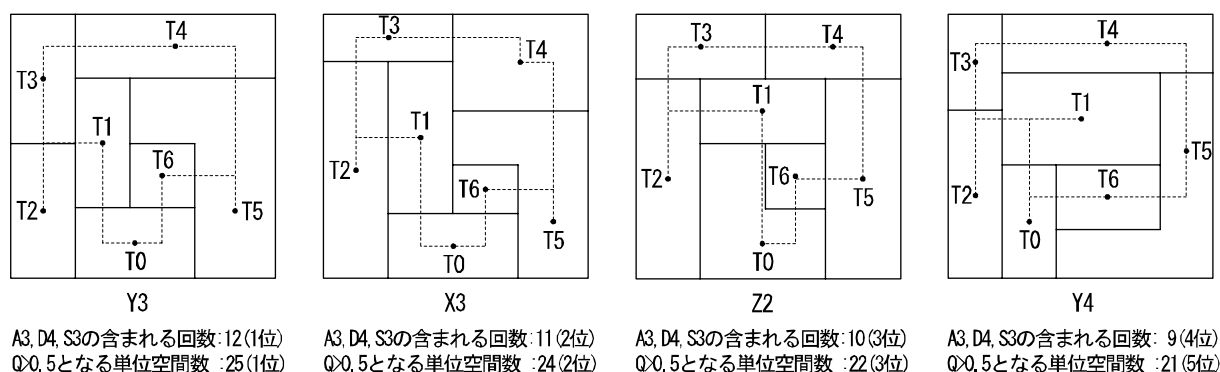 T4
T3
T1
T6
T2
T5
T0
Y3
A3, D4, S3の含まれる回数:12(1位)
Q>0.5となる単位空間数 :25(1位)
T3
T4
T1
T2
T6
T5
T0
X3
A3, D4, S3の含まれる回数:11(2位)
Q>0.5となる単位空間数 :24(2位)
T3
T4
T1
T2
T6
T5
T0
Z2
A3, D4, S3の含まれる回数:10(3位)
Q>0.5となる単位空間数 :22(3位)
T4
T3
T1
T5
T2
T6
T0
Y4
A3, D4, S3の含まれる回数: 9(4位)
Q>0.5となる単位空間数 :21(5位)